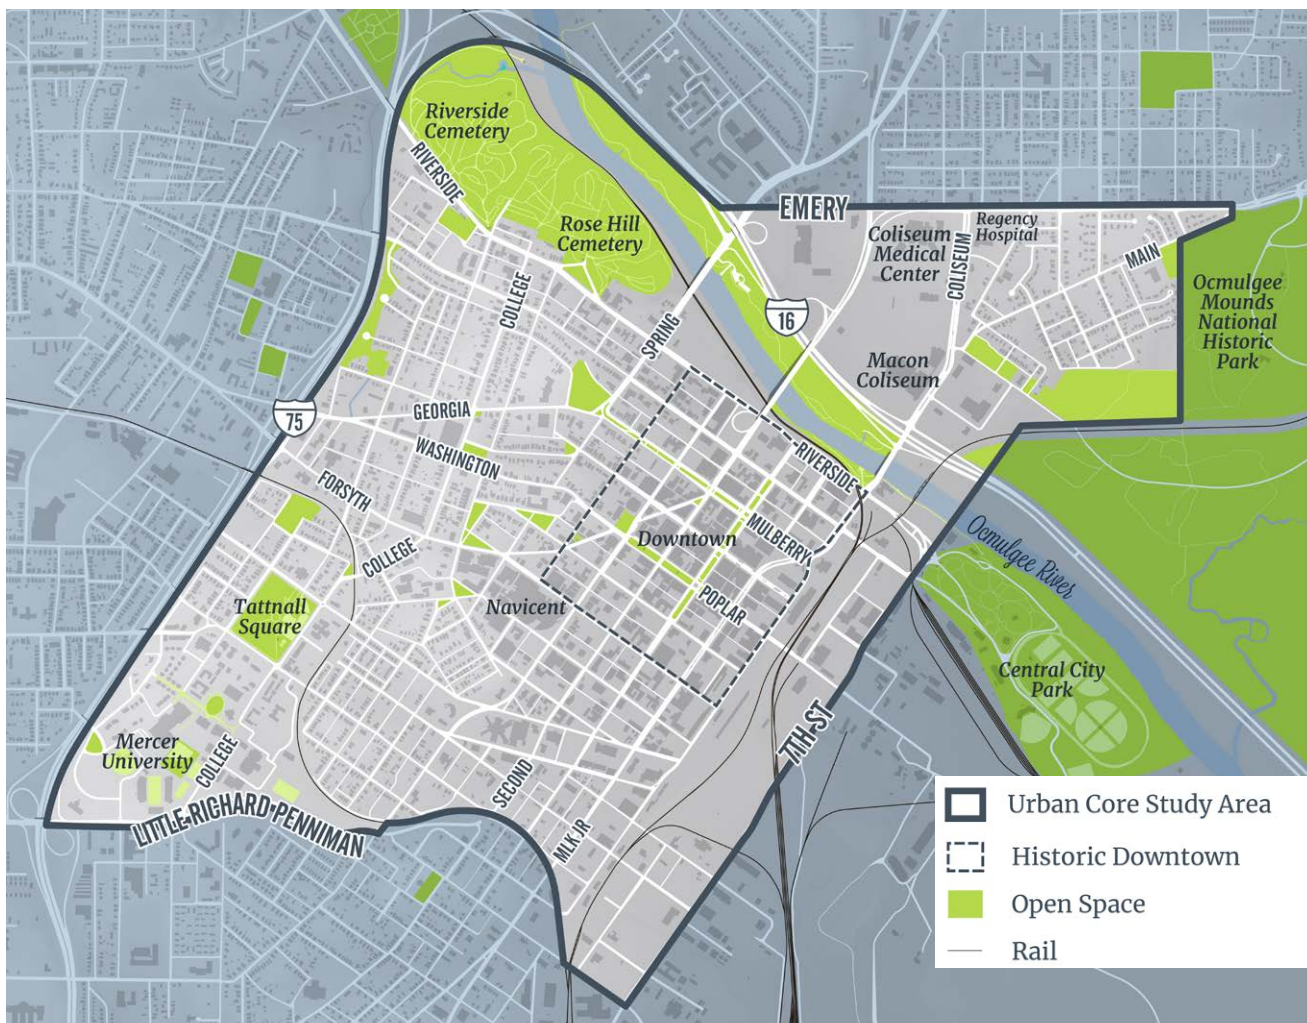 Riverside
Cemetery
RIVERSIDE
Rose Hill
Cemetery
EMERY
Coliseum
Medical
Center
Regency
Hospital
COLISEUM
MAIN
Ocmulgee
Mounds
National
Historic
Park
COLLEGE
SPRING
16
Macon
Coliseum
75
GEORGIA
WASHINGTON
FORSYTH
COLLEGE
RIVERSIDE
MULBERRY
Downtown
POPLAR
Navicent
Tattnall
Square
Ocmulgee River
Central City
Park
Mercer
University
COLLEGE
LITTLE RICHARD PENNIMAN
SECOND
MLK JR
7TH ST
Urban Core Study Area
Historic Downtown
Open Space
Rail